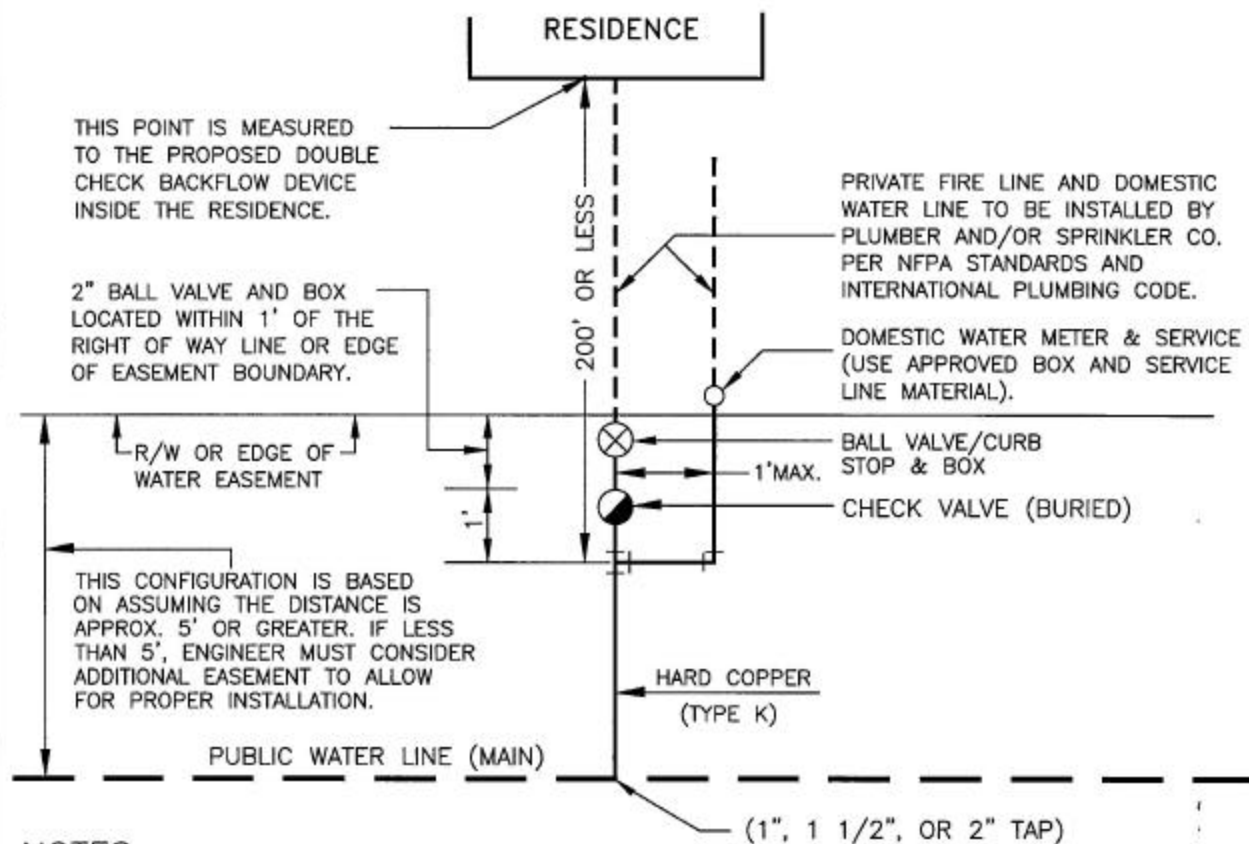 RESIDENCE
THIS POINT IS MEASURED
TO THE PROPOSED DOUBLE
CHECK BACKFLOW DEVICE
INSIDE THE RESIDENCE.
200' OR LESS
PRIVATE FIRE LINE AND DOMESTIC
WATER LINE TO BE INSTALLED BY
PLUMBER AND/OR SPRINKLER CO.
PER NFPA STANDARDS AND
INTERNATIONAL PLUMBING CODE.
2" BALL VALVE AND BOX
LOCATED WITHIN 1' OF THE
RIGHT OF WAY LINE OR EDGE
OF EASEMENT BOUNDARY.
DOMESTIC WATER METER & SERVICE
(USE APPROVED BOX AND SERVICE
LINE MATERIAL).
R/W OR EDGE OF
WATER EASEMENT
BALL VALVE/CURB
STOP & BOX
1'MAX.
CHECK VALVE (BURIED)
1'
THIS CONFIGURATION IS BASED
ON ASSUMING THE DISTANCE IS
APPROX. 5' OR GREATER. IF LESS
THAN 5', ENGINEER MUST CONSIDER
ADDITIONAL EASEMENT TO ALLOW
FOR PROPER INSTALLATION.
HARD COPPER
(TYPE K)
PUBLIC WATER LINE (MAIN)
(1", 1 1/2", OR 2" TAP)